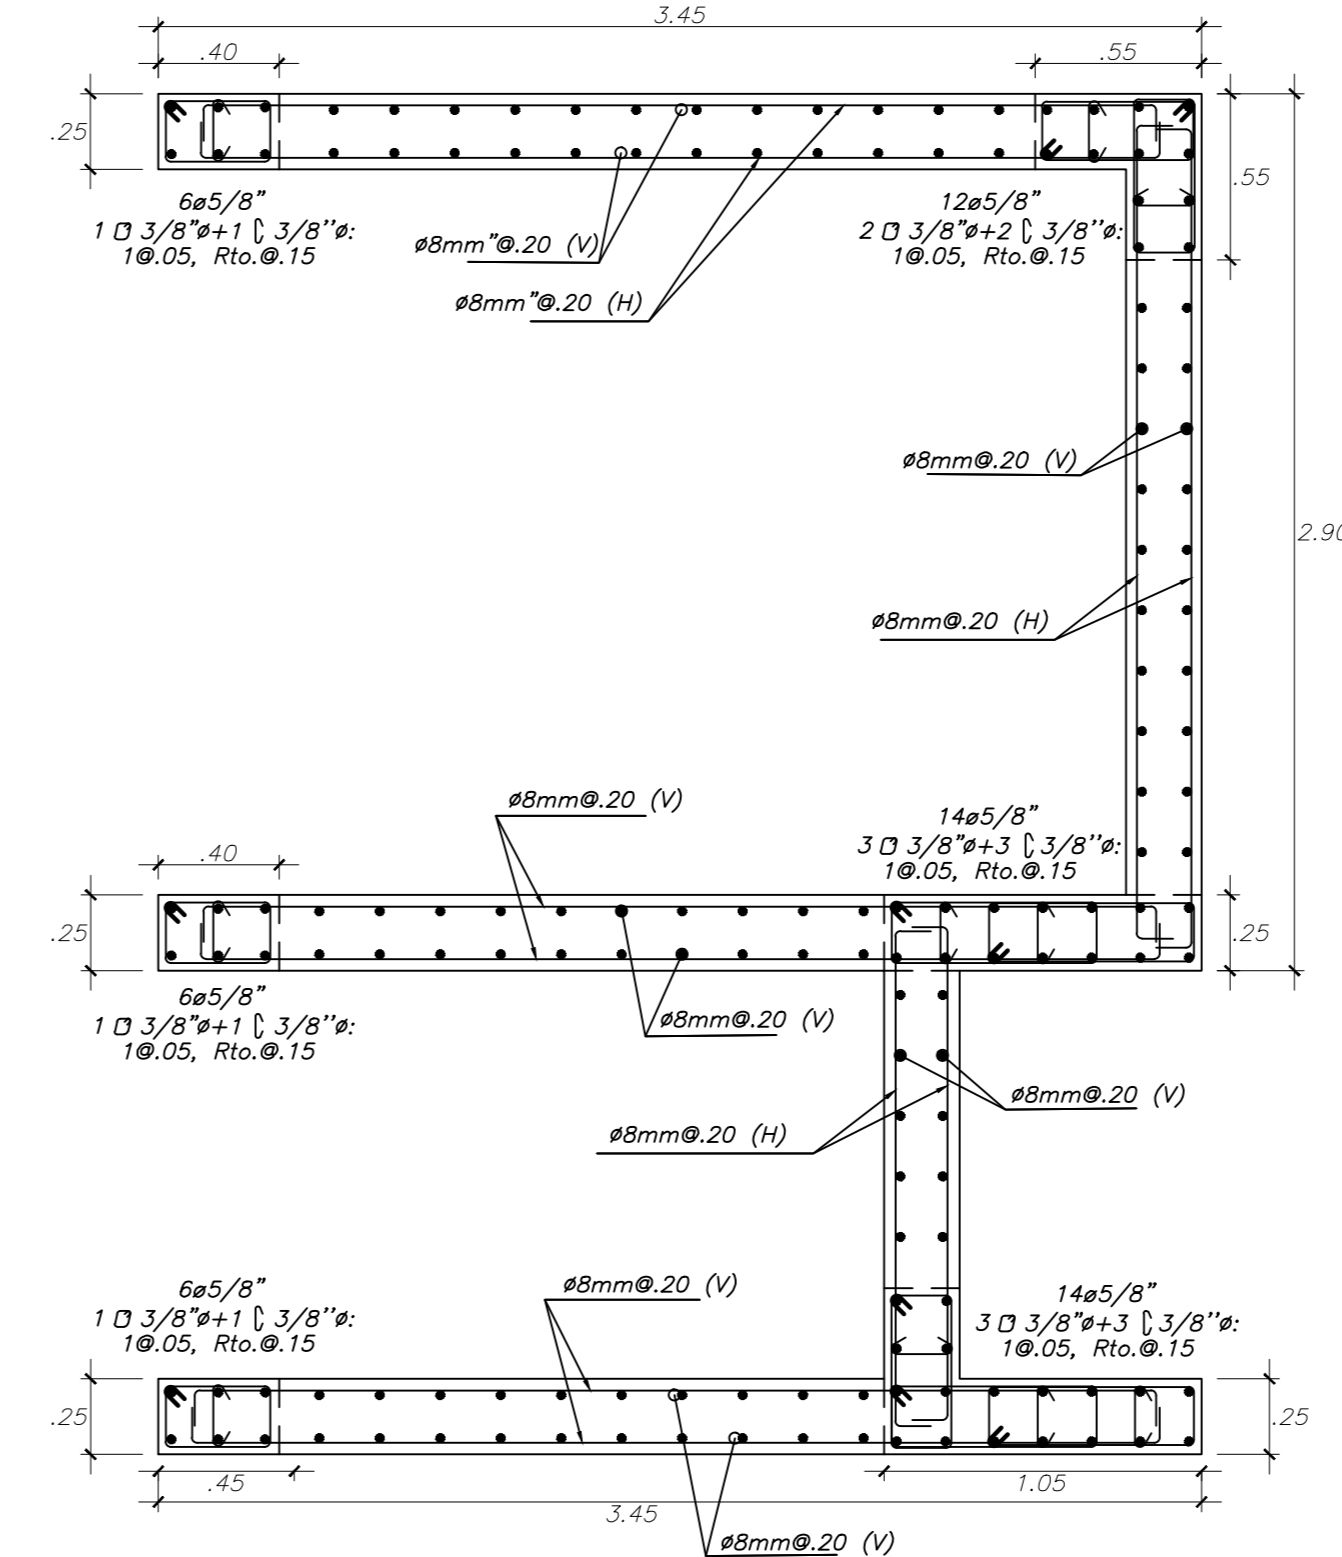 3.45
.40
.55
.25
.55
6ø5/8"
1 3/8"ø+1 3/8''ø:
1@.05, Rto.@.15
12ø5/8"
2 3/8"ø+2 3/8''ø:
1@.05, Rto.@.15
ø8mm"@.20 (V)
ø8mm"@.20 (H)
ø8mm@.20 (V)
2.90
ø8mm@.20 (H)
ø8mm@.20 (V)
14ø5/8"
3 3/8"ø+3 3/8''ø:
1@.05, Rto.@.15
.40
.25
.25
6ø5/8"
1 3/8"ø+1 3/8''ø:
1@.05, Rto.@.15
ø8mm@.20 (V)
ø8mm@.20 (V)
ø8mm@.20 (H)
6ø5/8"
1 3/8"ø+1 3/8''ø:
1@.05, Rto.@.15
ø8mm@.20 (V)
14ø5/8"
3 3/8"ø+3 3/8''ø:
1@.05, Rto.@.15
.25
.25
.45
1.05
3.45
ø8mm@.20 (V)